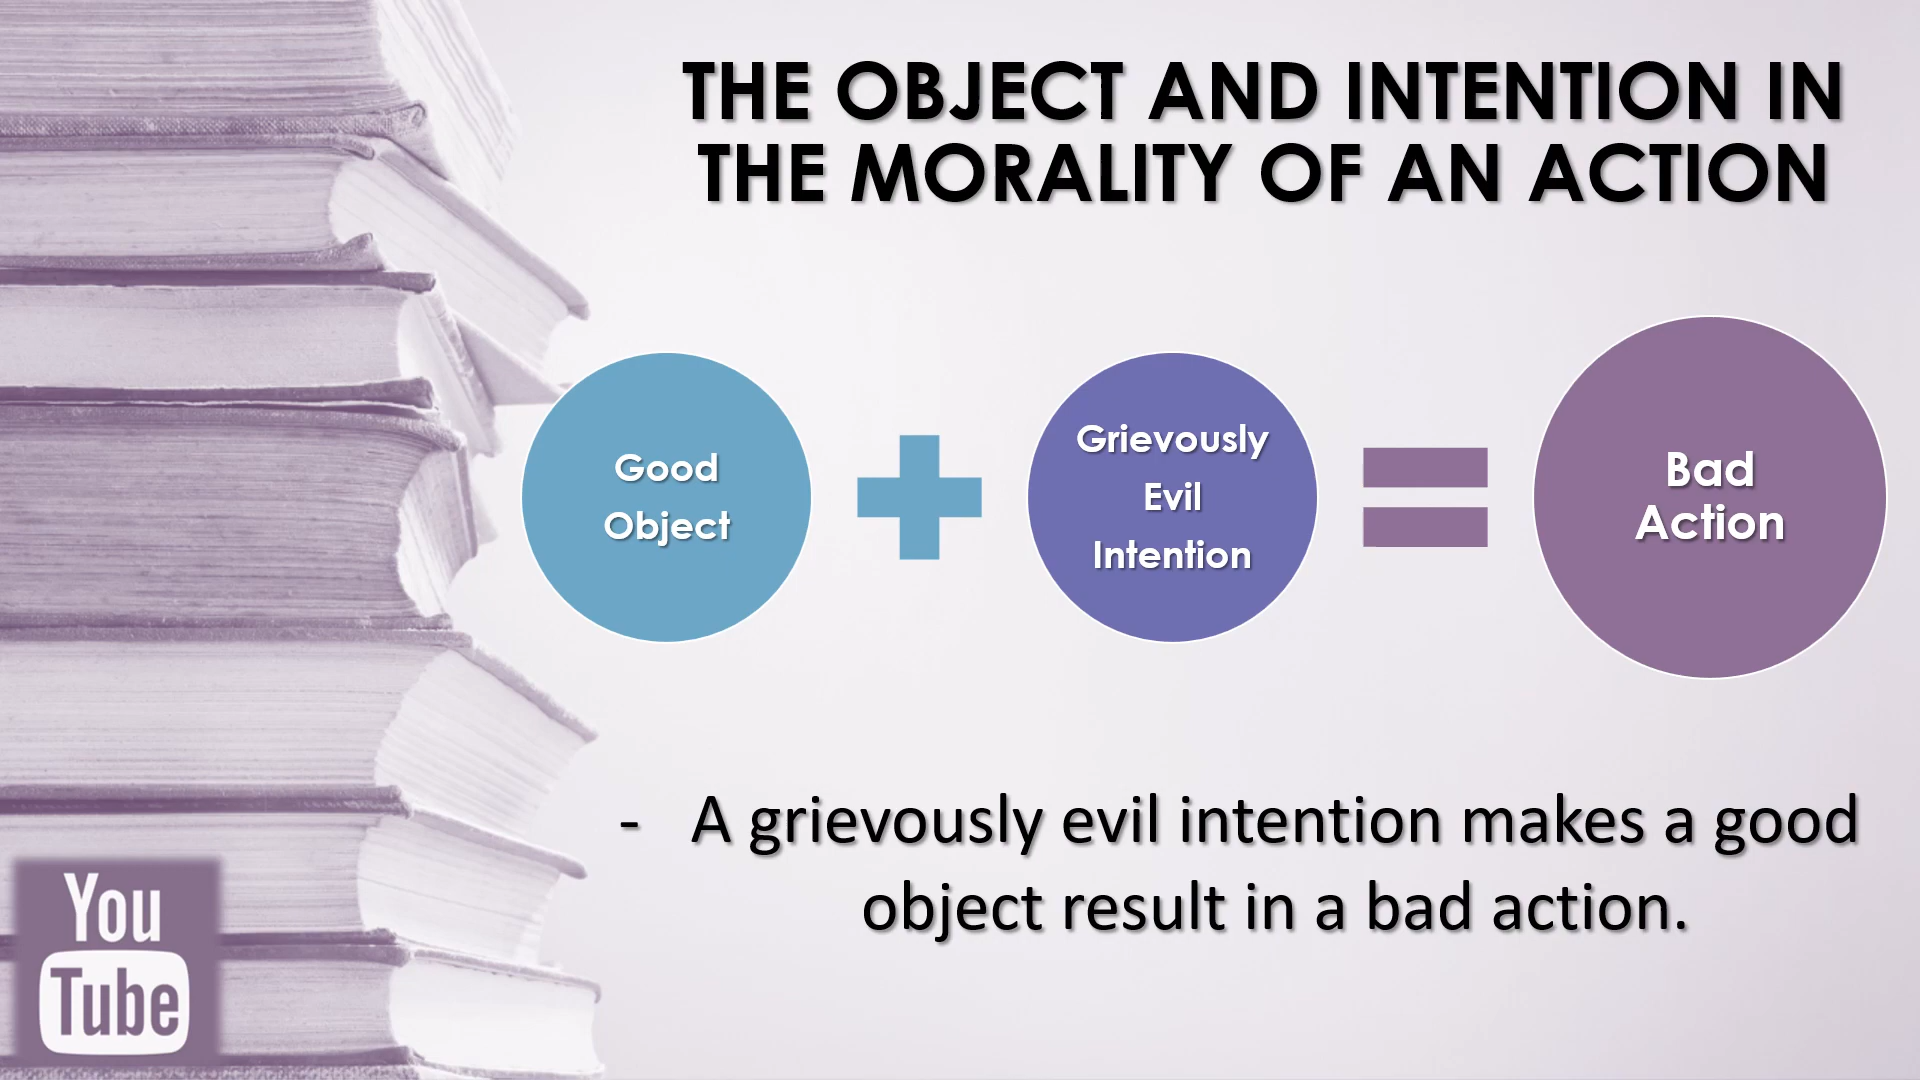 THE OBJECT AND INTENTION IN
THE MORALITY OF AN ACTION
Good
Object
Grievously
Evil
Intention
Bad
Action
- A grievously evil intention makes a good
object result in a bad action.
You
Tube